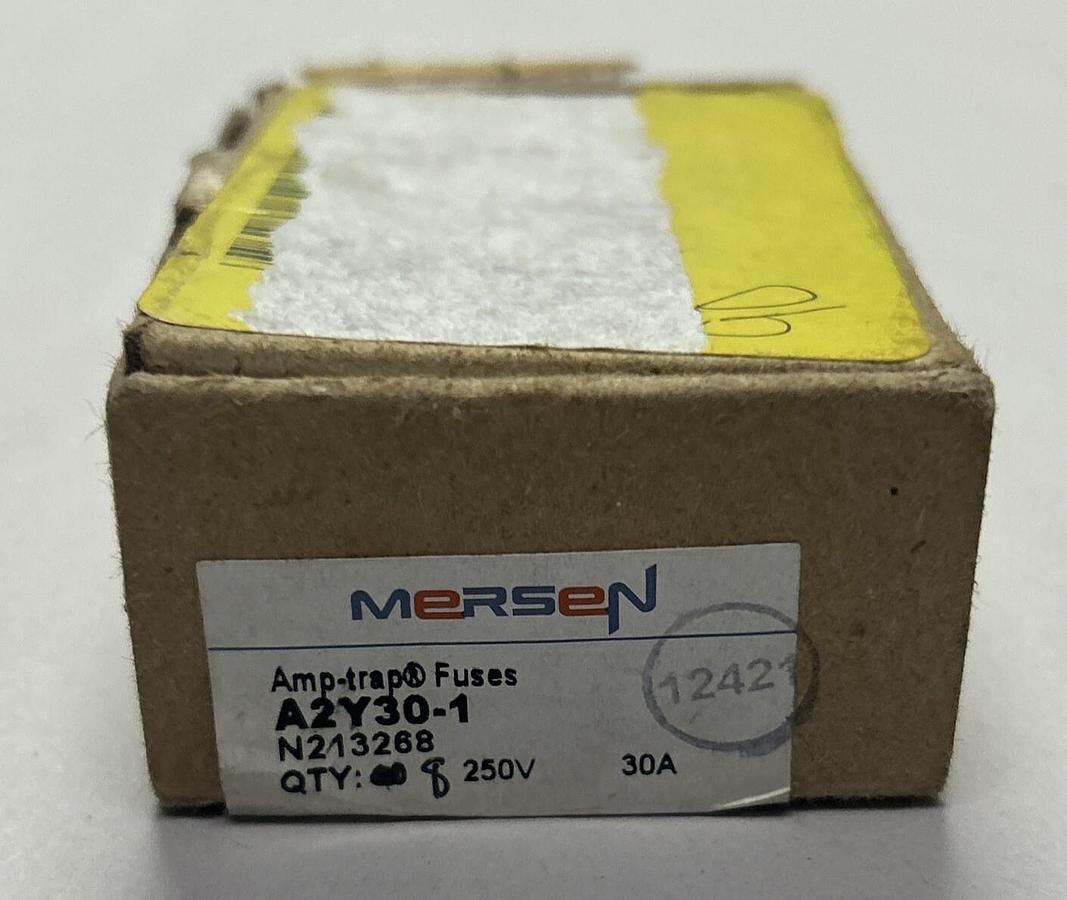 MERSEN
Amp-trap® Fuses
A2Y30-1
N213268
QTY: 8 250V 30A
12421